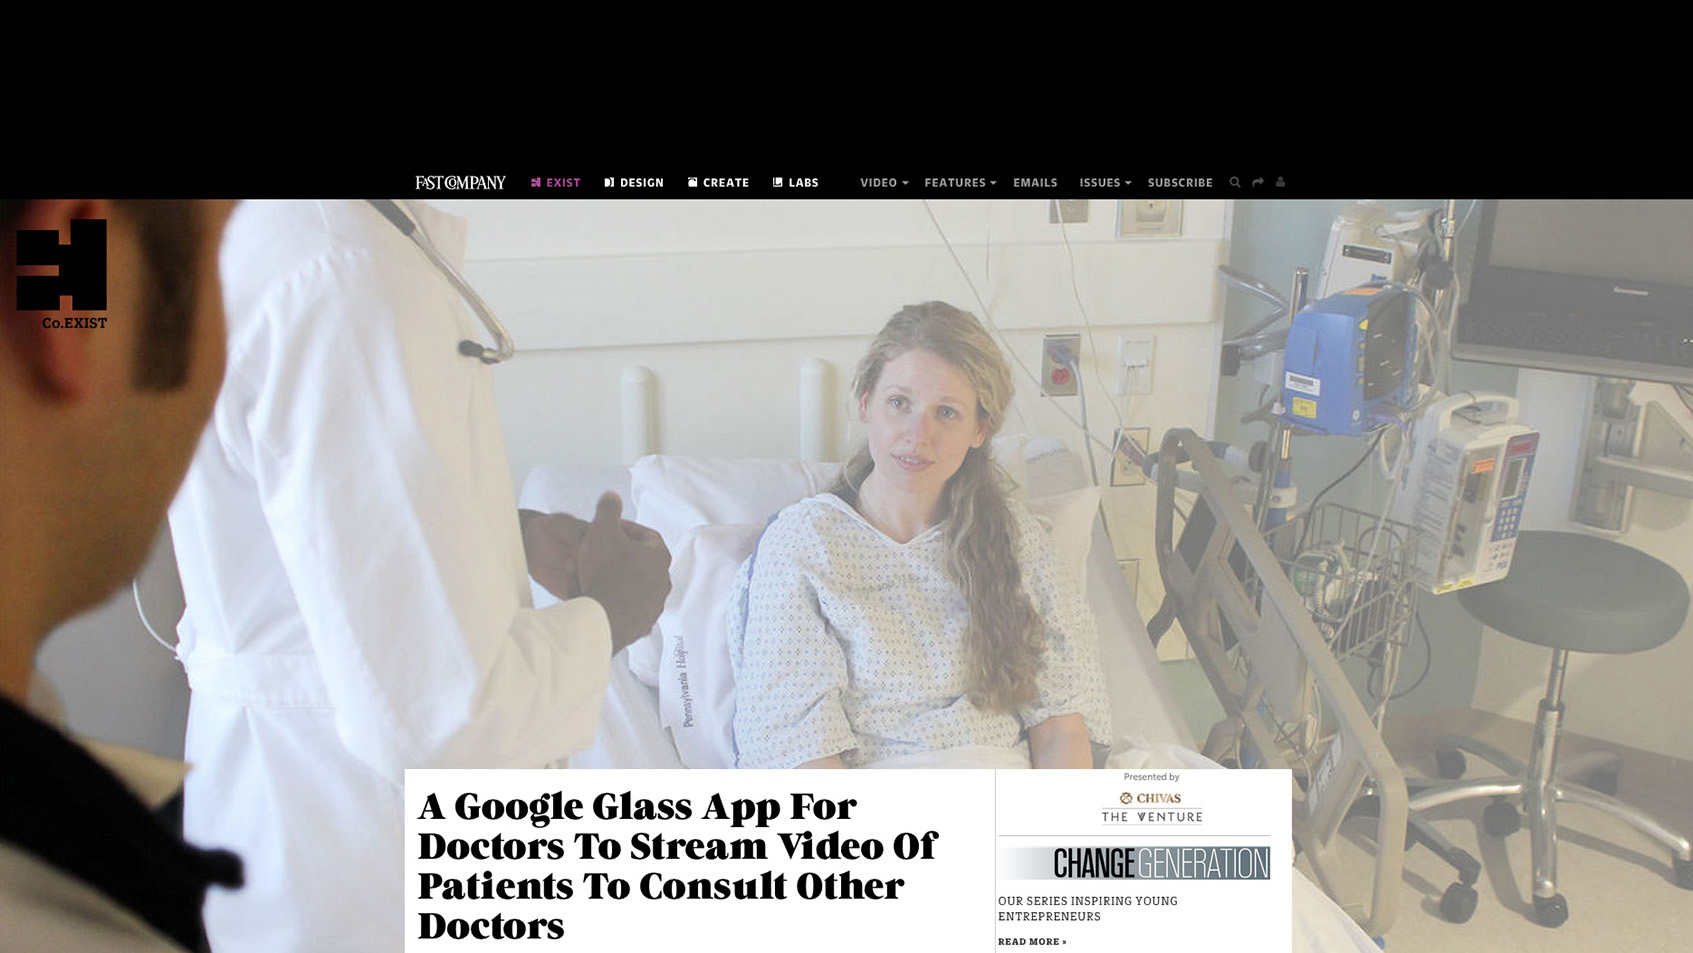 FAST COMPANY EXIST DESIGN CREATE LABS VIDEO FEATURES EMAILS ISSUES SUBSCRIBE
Co.EXIST
lenovo
Pennsylvania Hospital
A Google Glass App For
Doctors To Stream Video Of
Patients To Consult Other
Doctors
Presented by
CHIVAS
THE VENTURE
CHANGEGENERATION
OUR SERIES INSPIRING YOUNG
ENTREPRENEURS
READ MORE »